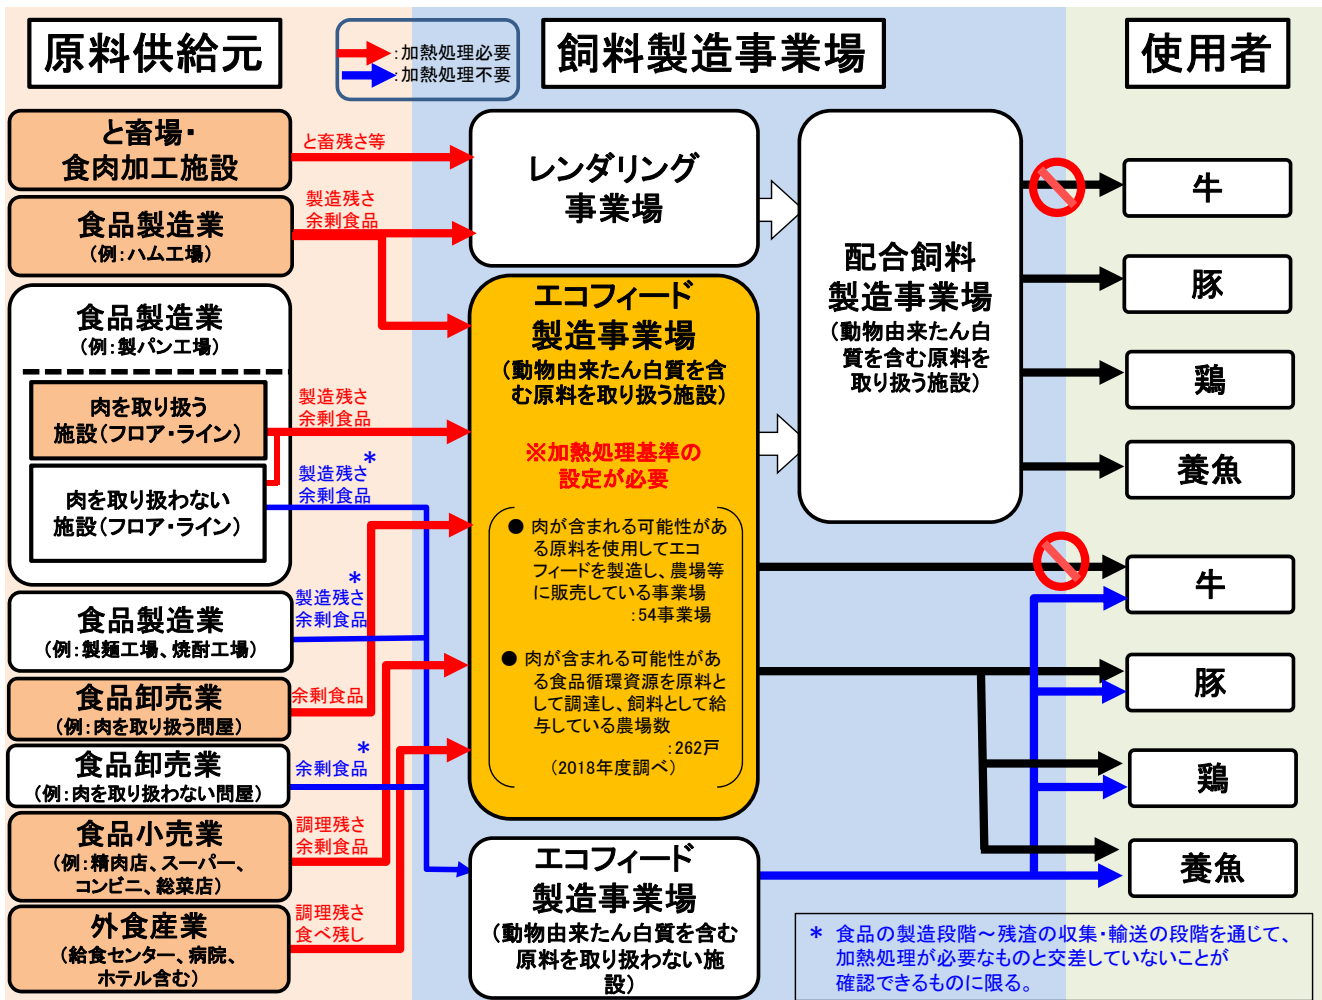 原料供給元
:加熱処理必要
:加熱処理不要
飼料製造事業場
使用者
と畜場・
食肉加工施設
と畜残さ等
食品製造業
(例:ハム工場)
製造残さ
余剰食品
食品製造業
(例:製パン工場)
肉を取り扱う
施設(フロア・ライン)
製造残さ
余剰食品
肉を取り扱わない
施設(フロア・ライン)
*
製造残さ
余剰食品
食品製造業
(例:製麺工場、焼酎工場)
*
製造残さ
余剰食品
食品卸売業
(例:肉を取り扱う問屋)
余剰食品
食品卸売業
(例:肉を取り扱わない問屋)
*
余剰食品
食品小売業
(例:精肉店、スーパー、
コンビニ、総菜店)
調理残さ
余剰食品
外食産業
(給食センター、病院、
ホテル含む)
調理残さ
食べ残し
レンダリング
事業場
エコフィード
製造事業場
(動物由来たん白質を含
む原料を取り扱う施設)
※加熱処理基準の
設定が必要
● 肉が含まれる可能性があ
る原料を使用してエコ
フィードを製造し、農場等
に販売している事業場
:54事業場
● 肉が含まれる可能性があ
る食品循環資源を原料と
して調達し、飼料として給
与している農場数
:262戸
(2018年度調べ)
エコフィード
製造事業場
(動物由来たん白質を含む
原料を取り扱わない施
設)
配合飼料
製造事業場
(動物由来たん白
質を含む原料を
取り扱う施設)
牛
豚
鶏
養魚
牛
豚
鶏
養魚
* 食品の製造段階~残渣の収集・輸送の段階を通じて、
加熱処理が必要なものと交差していないことが
確認できるものに限る。